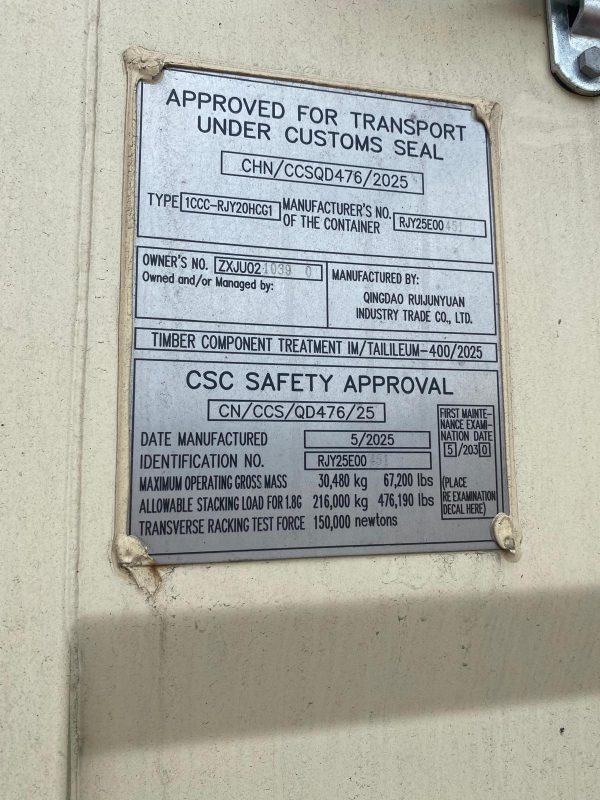 APPROVED FOR TRANSPORT
UNDER CUSTOMS SEAL
CHN/CCSQD476/2025
TYPE 1CCC-RJY20HCG1 MANUFACTURER'S NO. OF THE CONTAINER RJY25E00451
OWNER'S NO. ZXJU021039 0
Owned and/or Managed by:
MANUFACTURED BY:
QINGDAO RUIJUNYUAN
INDUSTRY TRADE CO., LTD.
TIMBER COMPONENT TREATMENT IM/TAILILEUM-400/2025
CSC SAFETY APPROVAL
CN/CCS/QD476/25
DATE MANUFACTURED 5/2025
IDENTIFICATION NO. RJY25E00451
MAXIMUM OPERATING GROSS MASS 30,480 kg 67,200 lbs
ALLOWABLE STACKING LOAD FOR 1.8G 216,000 kg 476,190 lbs
TRANSVERSE RACKING TEST FORCE 150,000 newtons
FIRST MAINTE-
NANCE EXAMI-
NATION DATE
5/2030
(PLACE
RE EXAMINATION
DECAL HERE)